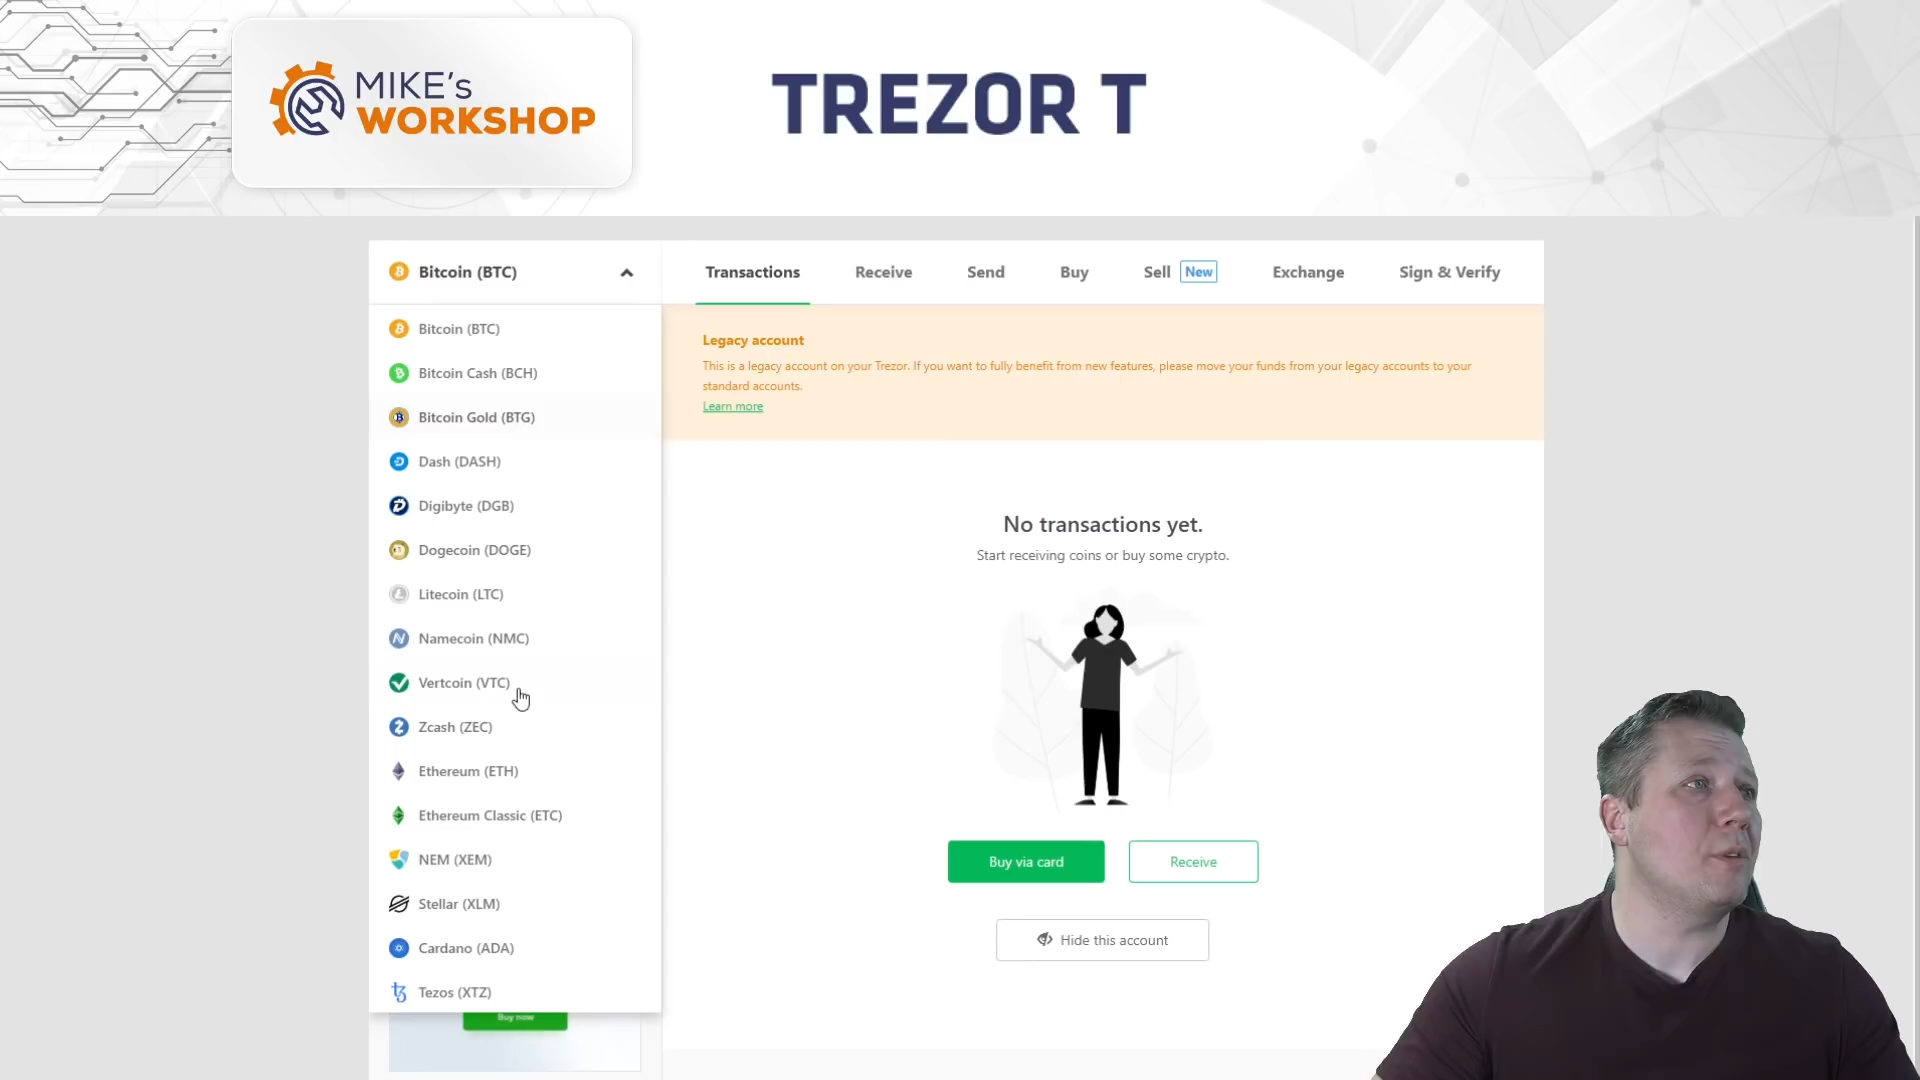 MIKE's
WORKSHOP
TREZOR T
Bitcoin (BTC)
Transactions
Receive
Send
Buy
Sell
New
Exchange
Sign & Verify
Bitcoin (BTC)
Bitcoin Cash (BCH)
Bitcoin Gold (BTG)
Dash (DASH)
Digibyte (DGB)
Dogecoin (DOGE)
Litecoin (LTC)
Namecoin (NMC)
Vertcoin (VTC)
Zcash (ZEC)
Ethereum (ETH)
Ethereum Classic (ETC)
NEM (XEM)
Stellar (XLM)
Cardano (ADA)
Tezos (XTZ)
Buy now
Legacy account
This is a legacy account on your Trezor. If you want to fully benefit from new features, please move your funds from your legacy accounts to your
standard accounts.
Learn more
No transactions yet.
Start receiving coins or buy some crypto.
Buy via card
Receive
Hide this account